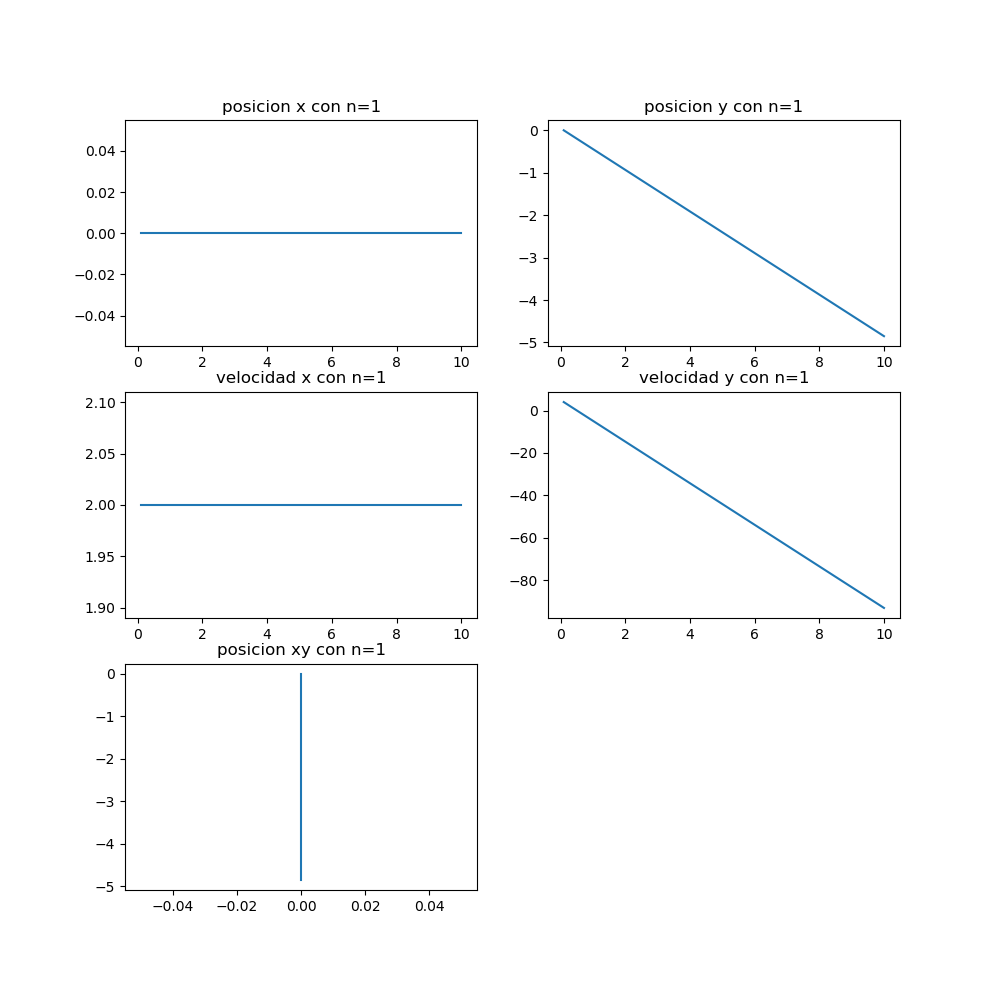 posicion x con n=1
0.04
0.02
0.00
−0.02
−0.04
0 2 4 6 8 10
posicion y con n=1
0
−1
−2
−3
−4
−5
0 2 4 6 8 10
velocidad x con n=1
2.10
2.05
2.00
1.95
1.90
0 2 4 6 8 10
velocidad y con n=1
0
−20
−40
−60
−80
0 2 4 6 8 10
posicion xy con n=1
0
−1
−2
−3
−4
−5
−0.04 −0.02 0.00 0.02 0.04